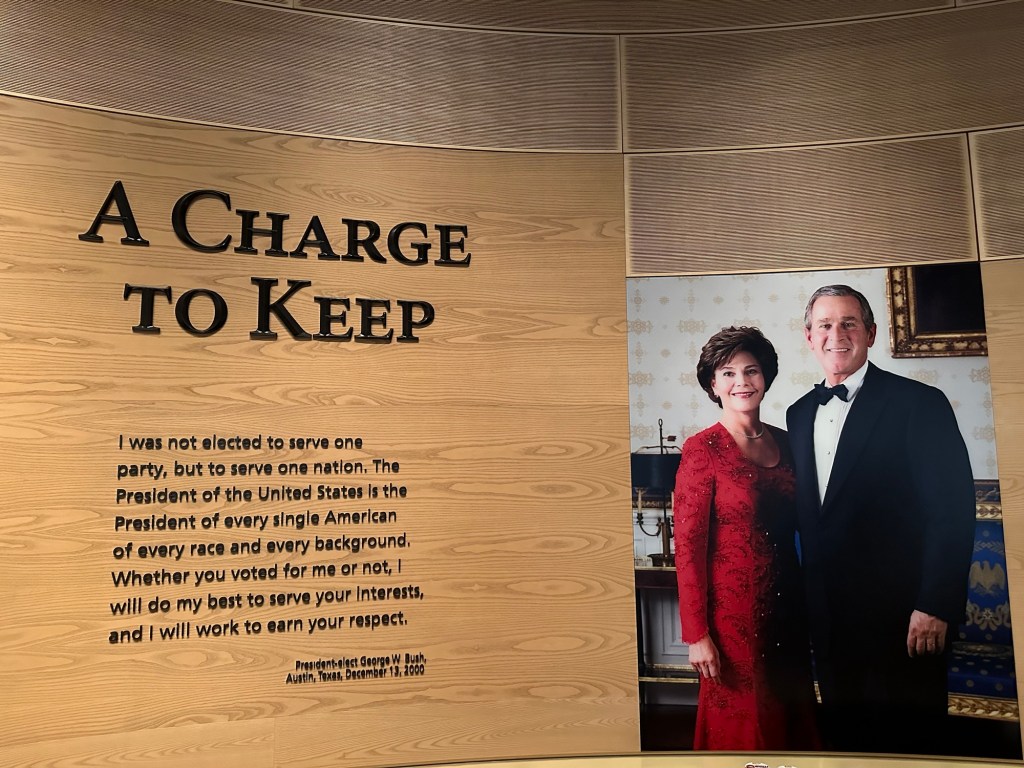 A CHARGE
TO KEEP
I was not elected to serve one
party, but to serve one nation. The
President of the United States is the
President of every single American
of every race and every background.
Whether you voted for me or not, I
will do my best to serve your interests,
and I will work to earn your respect.
President-elect George W. Bush,
Austin, Texas, December 13, 2000